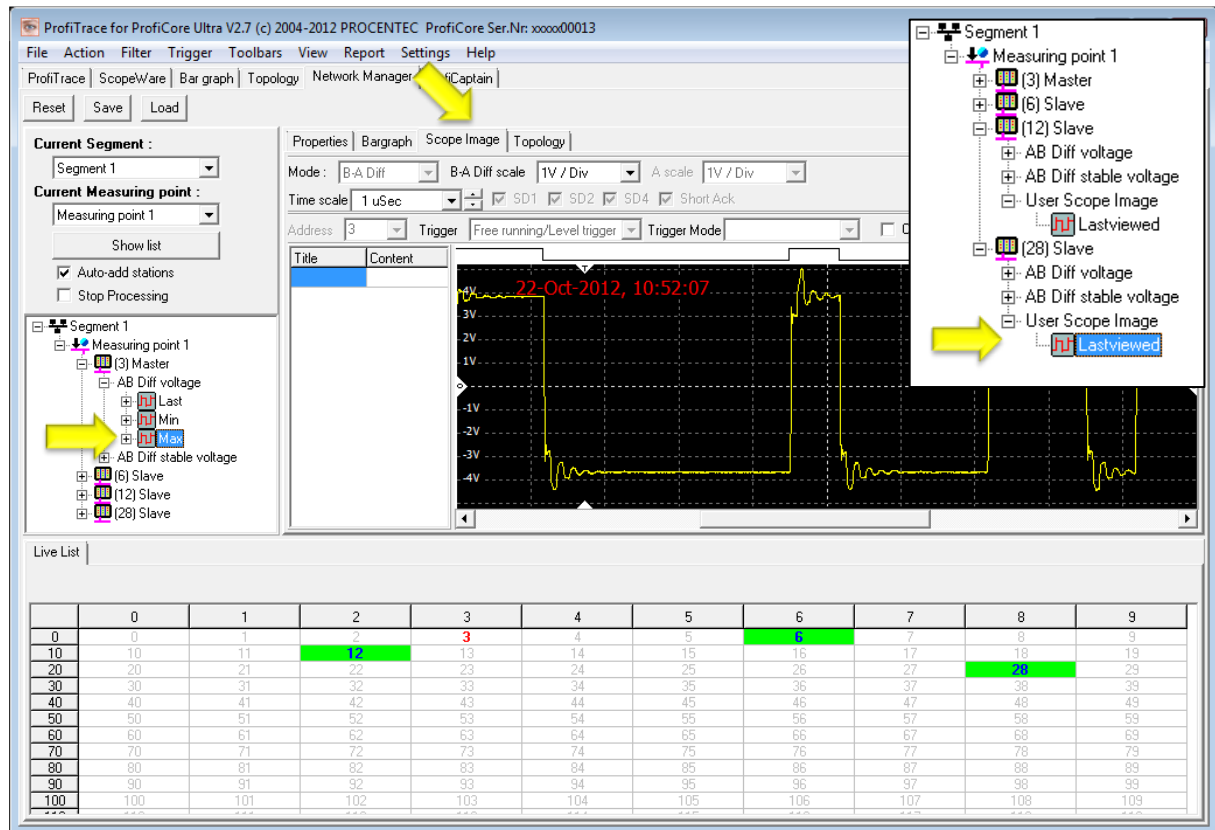 ProfiTrace for ProfiCore Ultra V2.7 (c) 2004-2012 PROCENTEC ProfiCore Ser.Nr: xxxxx00013
File Action Filter Trigger Toolbars View Report Settings Help
ProfiTrace ScopeWare Bar graph Topology Network Manager fiCaptain
Reset Save Load
Current Segment :
Segment 1
Current Measuring point :
Measuring point 1
Show list
Auto-add stations
Stop Processing
Segment 1
Measuring point 1
(3) Master
AB Diff voltage
Last
Min
Max
AB Diff stable voltage
(6) Slave
(12) Slave
(28) Slave
Properties Bargraph Scope Image Topology
Mode : B-A Diff B-A Diff scale 1V / Div A scale 1V / Div
Time scale 1 uSec SD1 SD2 SD4 Short Ack
Address 3 Trigger Free running/Level trigger Trigger Mode
Title Content
T
22-Oct-2012, 10:52:07
4V
3V
2V
1V
-1V
-2V
-3V
-4V
Segment 1
Measuring point 1
(3) Master
(6) Slave
(12) Slave
AB Diff voltage
AB Diff stable voltage
User Scope Image
Lastviewed
(28) Slave
AB Diff voltage
AB Diff stable voltage
User Scope Image
Lastviewed
Live List
0 1 2 3 4 5 6 7 8 9
0 0 1 2 3 4 5 6 7 8 9
10 10 11 12 13 14 15 16 17 18 19
20 20 21 22 23 24 25 26 27 28 29
30 30 31 32 33 34 35 36 37 38 39
40 40 41 42 43 44 45 46 47 48 49
50 50 51 52 53 54 55 56 57 58 59
60 60 61 62 63 64 65 66 67 68 69
70 70 71 72 73 74 75 76 77 78 79
80 80 81 82 83 84 85 86 87 88 89
90 90 91 92 93 94 95 96 97 98 99
100 100 101 102 103 104 105 106 107 108 109